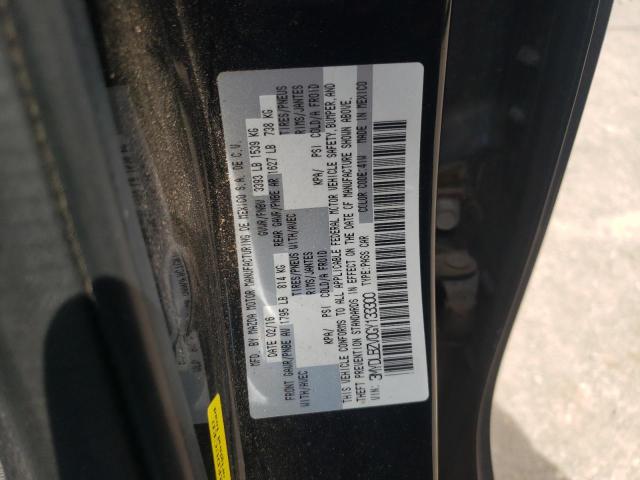 MFD. BY MAZDA MOTOR MANUFACTURING DE MEXICO S.A. DE C.V.
DATE 02/16 GVWR/PNBV 3393 LB 1539 KG
FRONT GAWR/PNBE AV 1795 LB 814 KG REAR GAWR/PNBE AR 1627 LB 738 KG
WITH/AVEC TIRES/PNEUS WITH/AVEC TIRES/PNEUS
RIMS/JANTES RIMS/JANTES
KPA/ PSI COLD/A FROID KPA/ PSI COLD/A FROID
THIS VEHICLE CONFORMS TO ALL APPLICABLE FEDERAL MOTOR VEHICLE SAFETY, BUMPER, AND
THEFT PREVENTION STANDARDS IN EFFECT ON THE DATE OF MANUFACTURE SHOWN ABOVE.
VIN: 3MYDLBZV0GY133300 TYPE: PASS CAR COLOR CODE: 41W MADE IN MEXICO